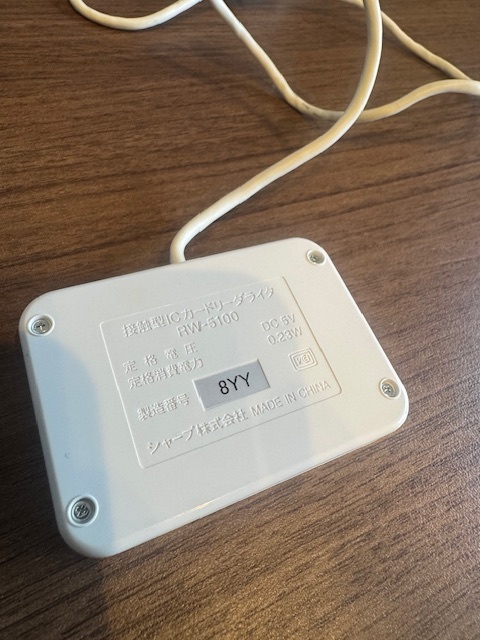 接触型ICカードリーダライタ
RW-5100
定格電圧 DC 5V
定格消費電力 0.23W
製造番号 8YY
シャープ株式会社 MADE IN CHINA